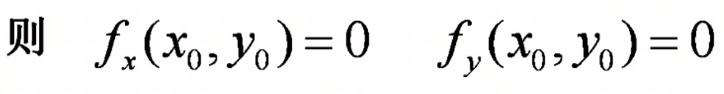 则 $f_x(x_0, y_0) = 0$ $f_y(x_0, y_0) = 0$